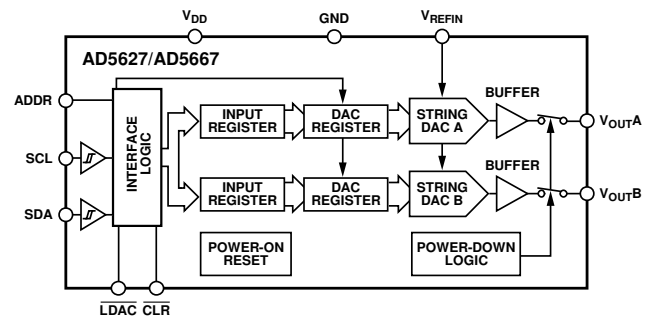 VDD
GND
VREFIN
AD5627/AD5667
ADDR
SCL
SDA
INTERFACE
LOGIC
INPUT
REGISTER
DAC
REGISTER
STRING
DAC A
BUFFER
VOUTA
INPUT
REGISTER
DAC
REGISTER
STRING
DAC B
BUFFER
VOUTB
POWER-ON
RESET
POWER-DOWN
LOGIC
LDAC
CLR